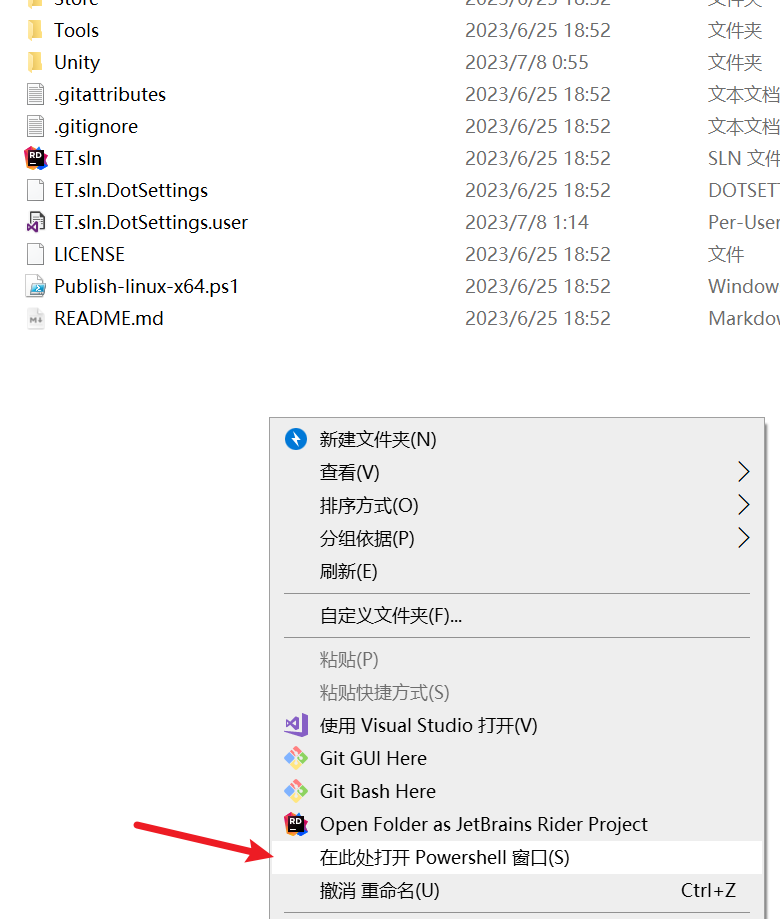 Store 2023/6/25 18:52 文件夹
Tools 2023/6/25 18:52 文件夹
Unity 2023/7/8 0:55 文件夹
.gitattributes 2023/6/25 18:52 文本文档
.gitignore 2023/6/25 18:52 文本文档
ET.sln 2023/6/25 18:52 SLN 文件
ET.sln.DotSettings 2023/6/25 18:52 DOTSET
ET.sln.DotSettings.user 2023/7/8 1:14 Per-User
LICENSE 2023/6/25 18:52 文件
Publish-linux-x64.ps1 2023/6/25 18:52 Window
README.md 2023/6/25 18:52 Markdow
新建文件夹(N)
查看(V)
排序方式(O)
分组依据(P)
刷新(E)
自定义文件夹(F)...
粘贴(P)
粘贴快捷方式(S)
使用 Visual Studio 打开(V)
Git GUI Here
Git Bash Here
Open Folder as JetBrains Rider Project
在此处打开 Powershell 窗口(S)
撤消 重命名(U) Ctrl+Z